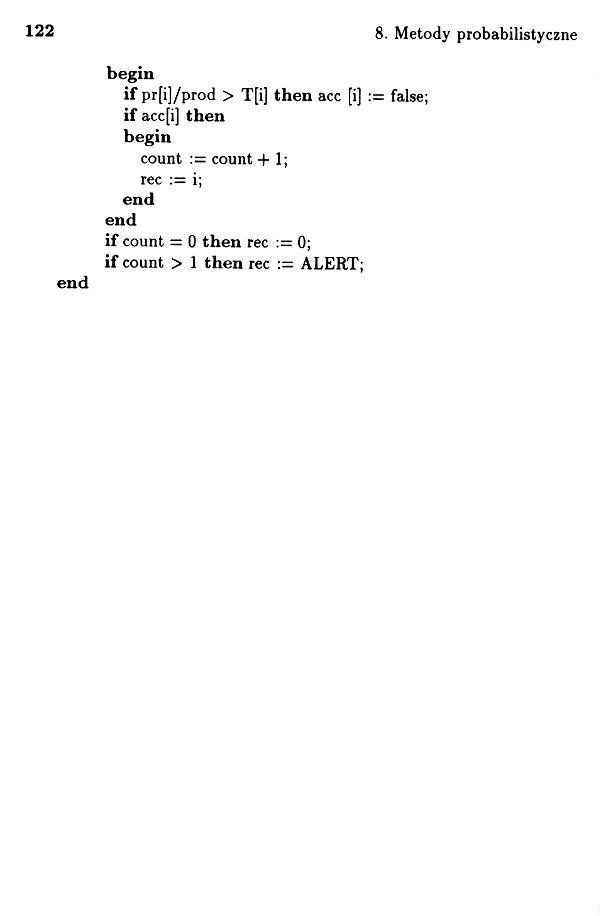 122
8. Metody probabilistyczne
begin
if pr[i]/prod > T[i] then acc [i] := false;
if acc[i] then
begin
count := count + 1;
rec := i;
end
end
if count = 0 then rec := 0;
if count > 1 then rec := ALERT;
end